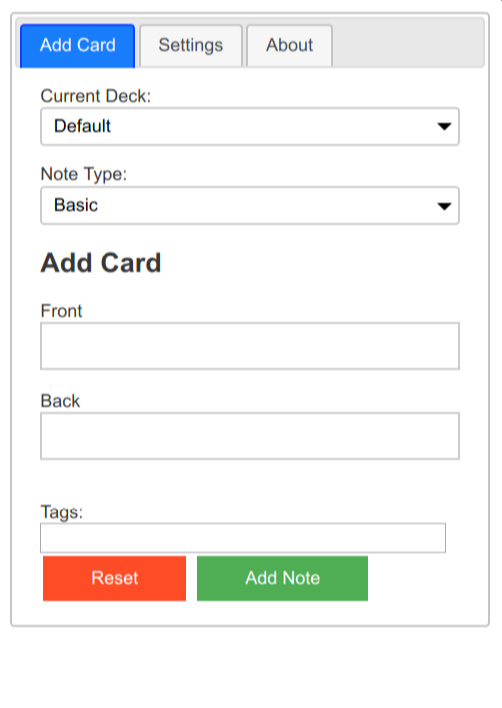 Add Card Settings About
Current Deck:
Default
Note Type:
Basic
Add Card
Front
Back
Tags:
Reset Add Note